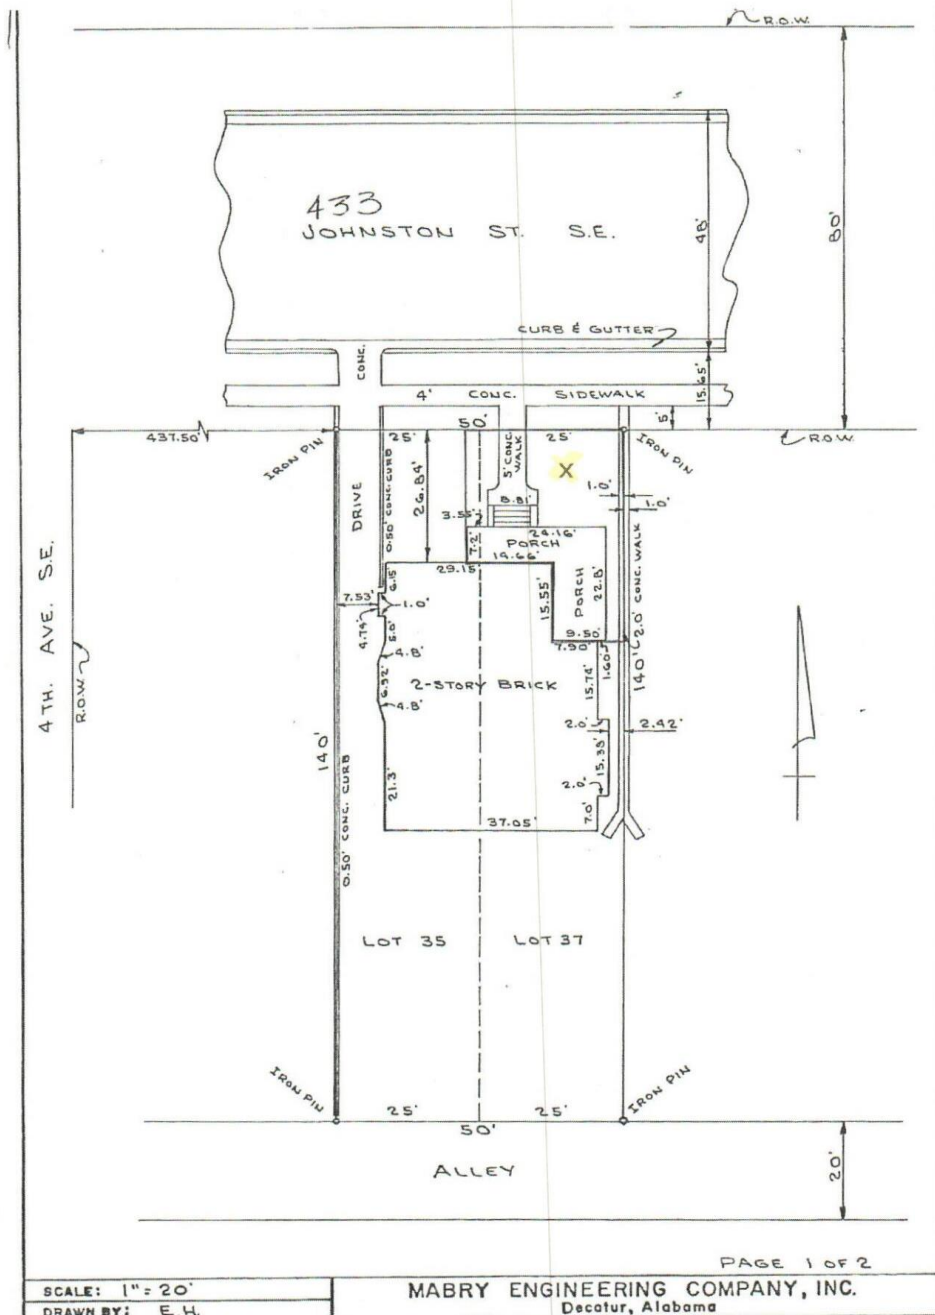 R.O.W.
433
JOHNSTON ST. S.E.
48'
80'
CURB & GUTTER
CONC.
15.65'
4' CONC. SIDEWALK
5'
437.50'
50'
R.O.W.
IRON PIN
25'
25'
IRON PIN
5' CONC. WALK
X
DRIVE
0.50' CONC. CURB
26.84'
1.0'
1.0'
8.81'
3.55'
24.16'
7.2'
PORCH
14.66'
29.15'
PORCH
22.8'
2.0' CONC. WALK
6.15'
15.55'
7.53'
1.0'
4.74'
5.0'
9.50'
7.90'
4.8'
1.60'
140'
4TH. AVE. S.E.
R.O.W.
6.92'
2-STORY BRICK
15.74'
4.8'
2.0'
2.42'
15.33'
140'
21.3'
2.0'
7.0'
37.05'
0.50' CONC. CURB
LOT 35
LOT 37
IRON PIN
IRON PIN
25'
25'
50'
ALLEY
20'
PAGE 1 OF 2
SCALE: 1" = 20'
MABRY ENGINEERING COMPANY, INC.
DRAWN BY: E.H.
Decatur, Alabama